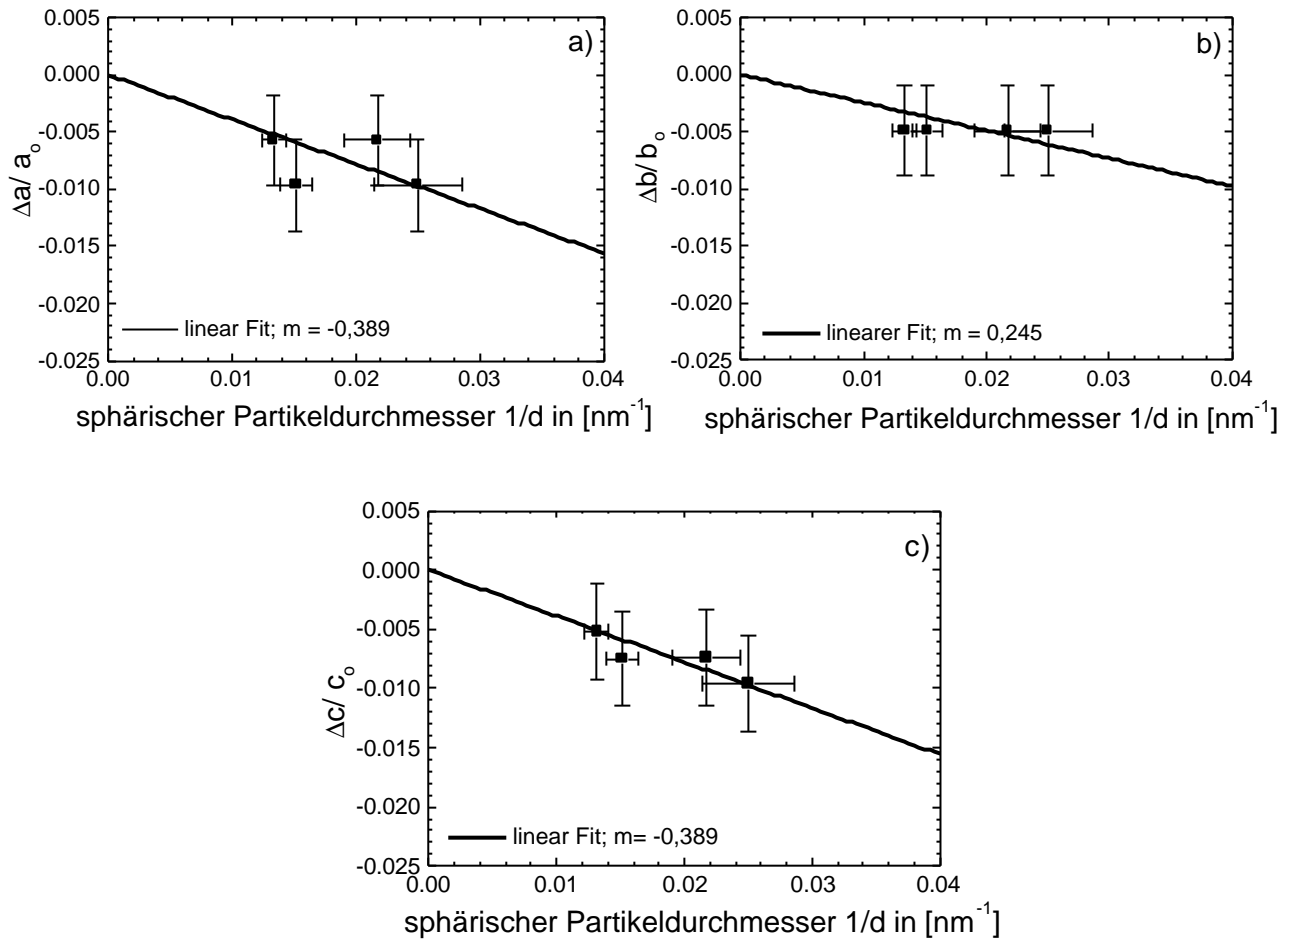 0.005
a)
0.000
-0.005
-0.010
-0.015
-0.020
-0.025
Δa/ a₀
linear Fit; m = -0,389
0.00 0.01 0.02 0.03 0.04
sphärischer Partikeldurchmesser 1/d in [nm⁻¹]
0.005
b)
0.000
-0.005
-0.010
-0.015
-0.020
-0.025
Δb/ b₀
linearer Fit; m = 0,245
0.00 0.01 0.02 0.03 0.04
sphärischer Partikeldurchmesser 1/d in [nm⁻¹]
0.005
c)
0.000
-0.005
-0.010
-0.015
-0.020
-0.025
Δc/ c₀
linear Fit; m= -0,389
0.00 0.01 0.02 0.03 0.04
sphärischer Partikeldurchmesser 1/d in [nm⁻¹]